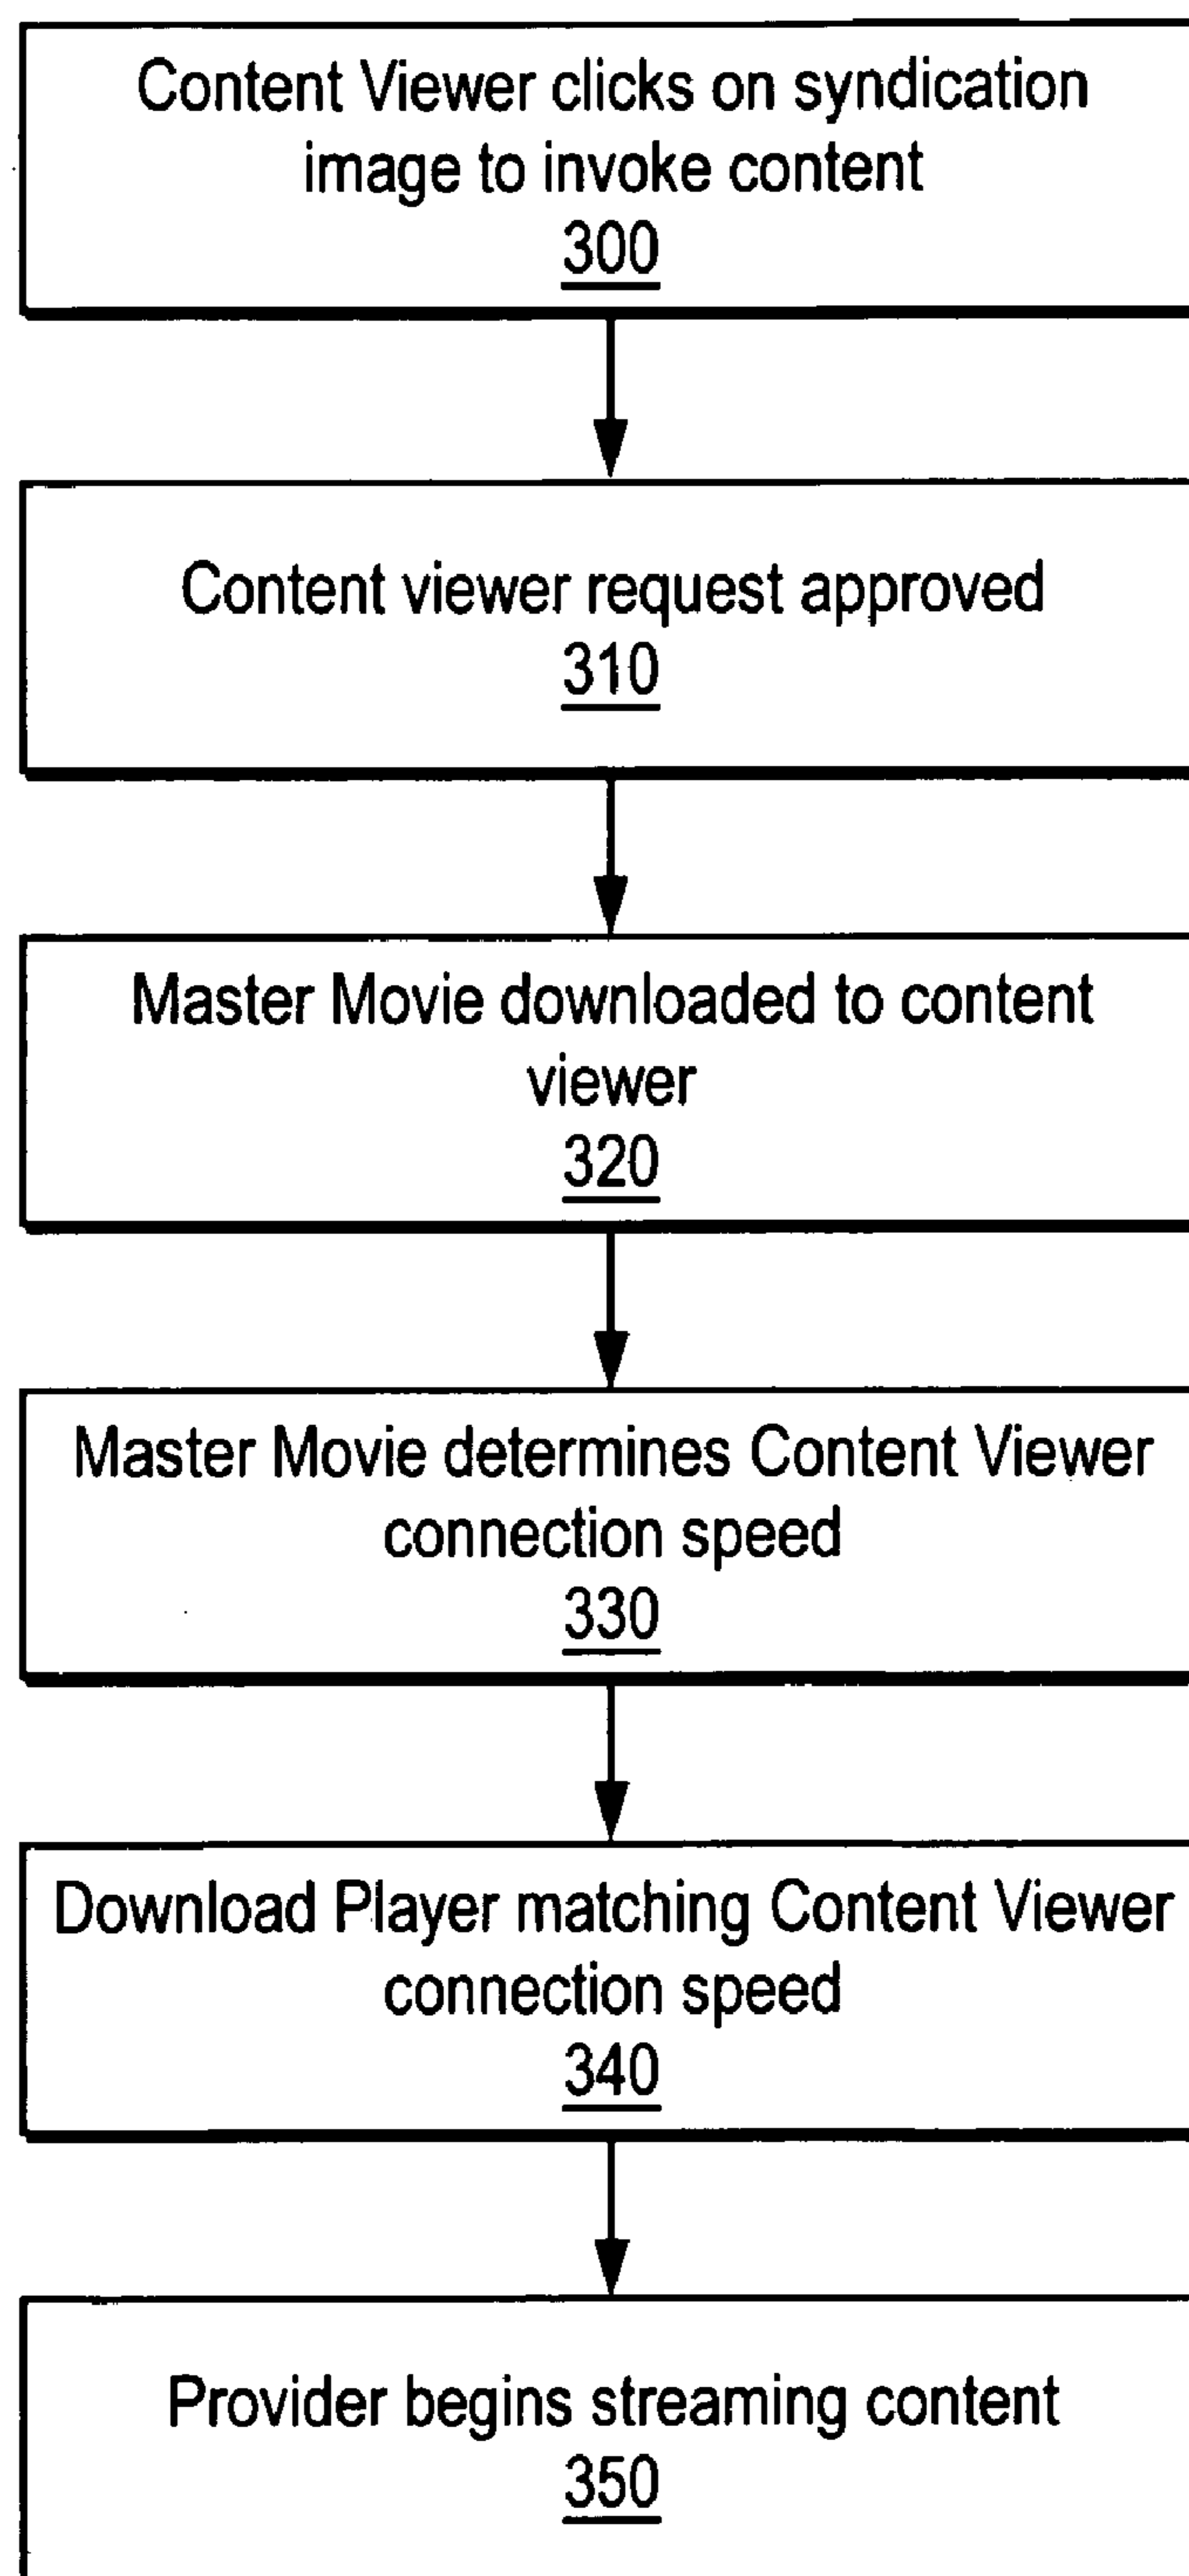 Content Viewer clicks on syndication
image to invoke content
300
Content viewer request approved
310
Master Movie downloaded to content
viewer
320
Master Movie determines Content Viewer
connection speed
330
Download Player matching Content Viewer
connection speed
340
Provider begins streaming content
350